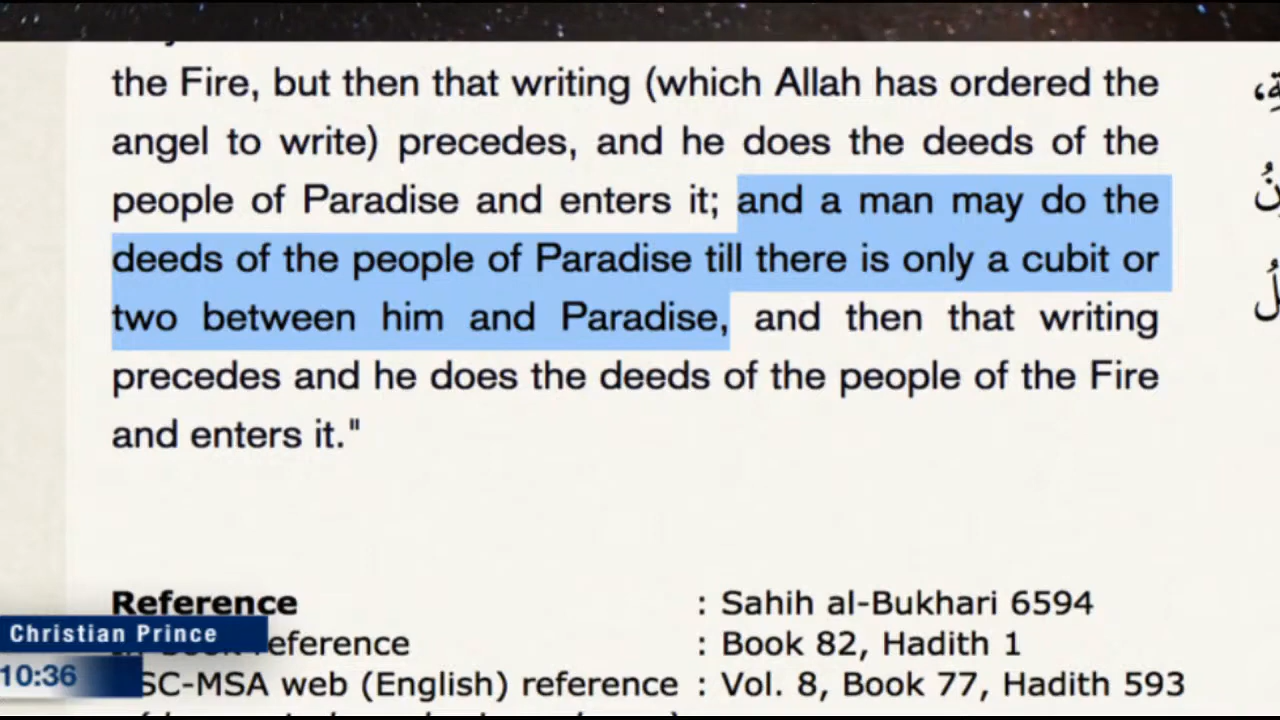 the Fire, but then that writing (which Allah has ordered the
angel to write) precedes, and he does the deeds of the
people of Paradise and enters it; and a man may do the
deeds of the people of Paradise till there is only a cubit or
two between him and Paradise, and then that writing
precedes and he does the deeds of the people of the Fire
and enters it."
Reference : Sahih al-Bukhari 6594
Christian Prince
reference : Book 82, Hadith 1
10:36
SC-MSA web (English) reference : Vol. 8, Book 77, Hadith 593